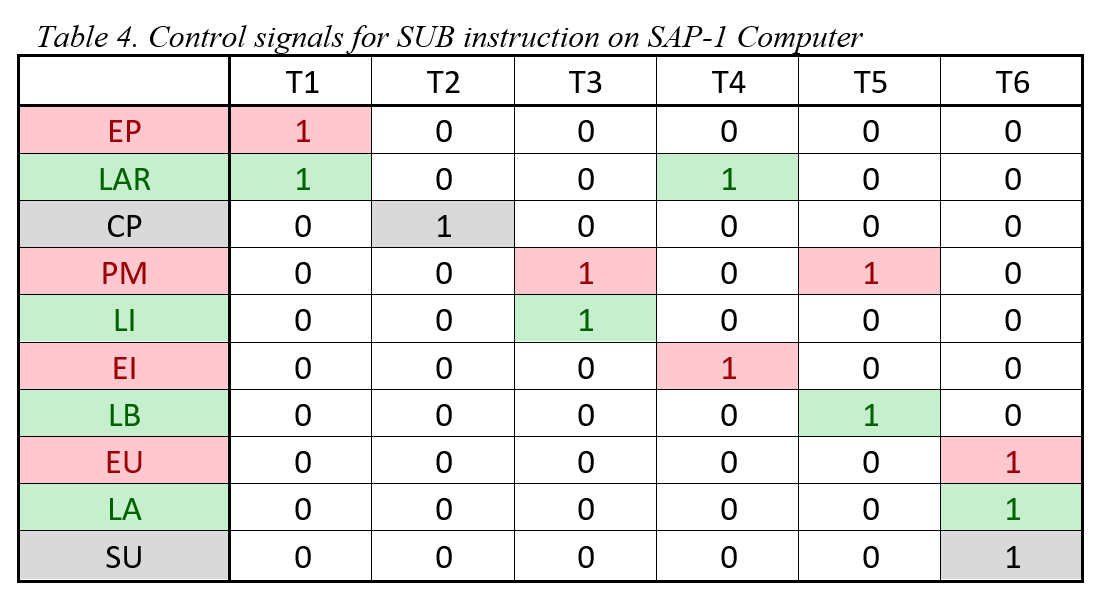 Table 4. Control signals for SUB instruction on SAP-1 Computer
T1 T2 T3 T4 T5 T6
EP 1 0 0 0 0 0
LAR 1 0 0 1 0 0
CP 0 1 0 0 0 0
PM 0 0 1 0 1 0
LI 0 0 1 0 0 0
EI 0 0 0 1 0 0
LB 0 0 0 0 1 0
EU 0 0 0 0 0 1
LA 0 0 0 0 0 1
SU 0 0 0 0 0 1